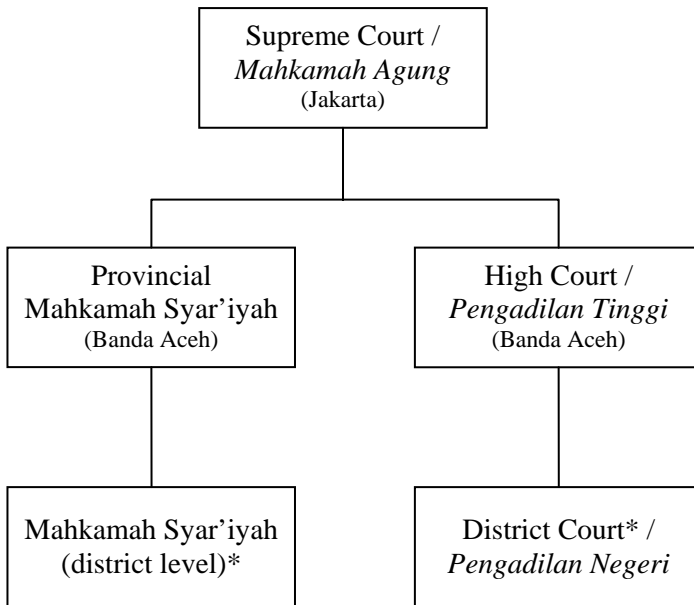 Supreme Court /
Mahkamah Agung
(Jakarta)
Provincial
Mahkamah Syar’iyah
(Banda Aceh)
High Court /
Pengadilan Tinggi
(Banda Aceh)
Mahkamah Syar’iyah
(district level)*
District Court* /
Pengadilan Negeri